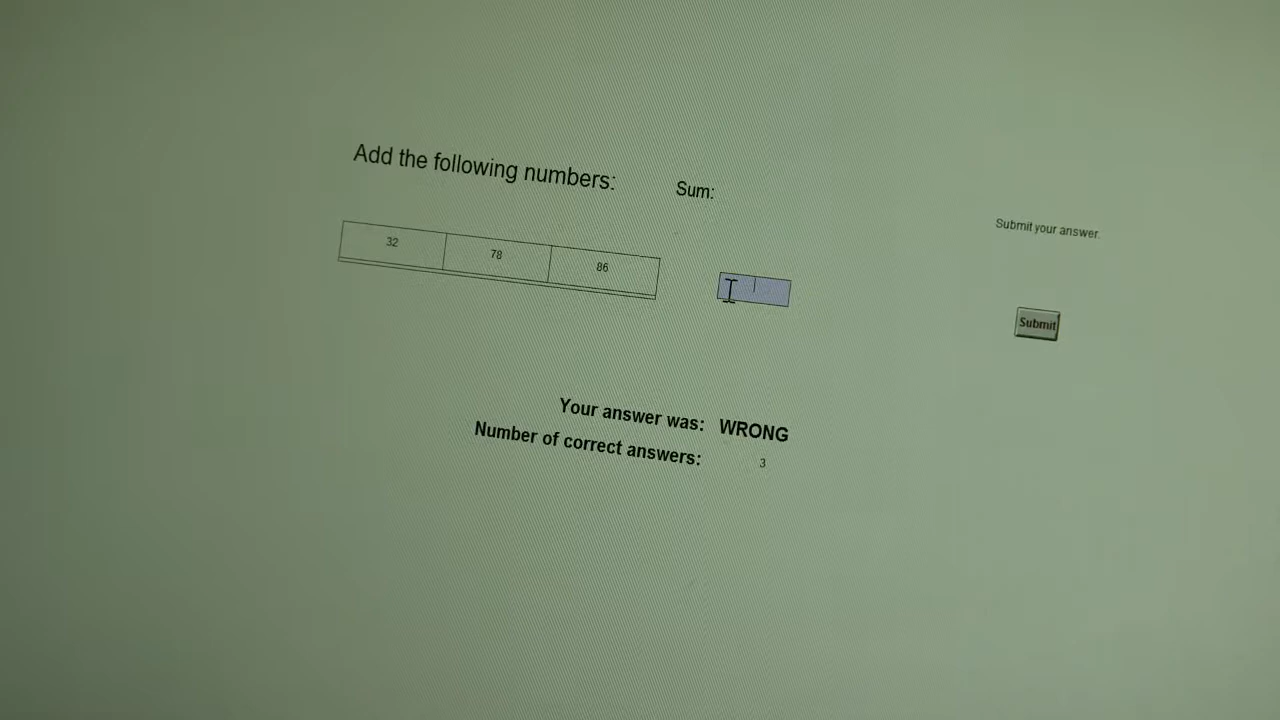 Add the following numbers:
Sum:
Submit your answer.
32 78 86
Submit
Your answer was: WRONG
Number of correct answers: 3